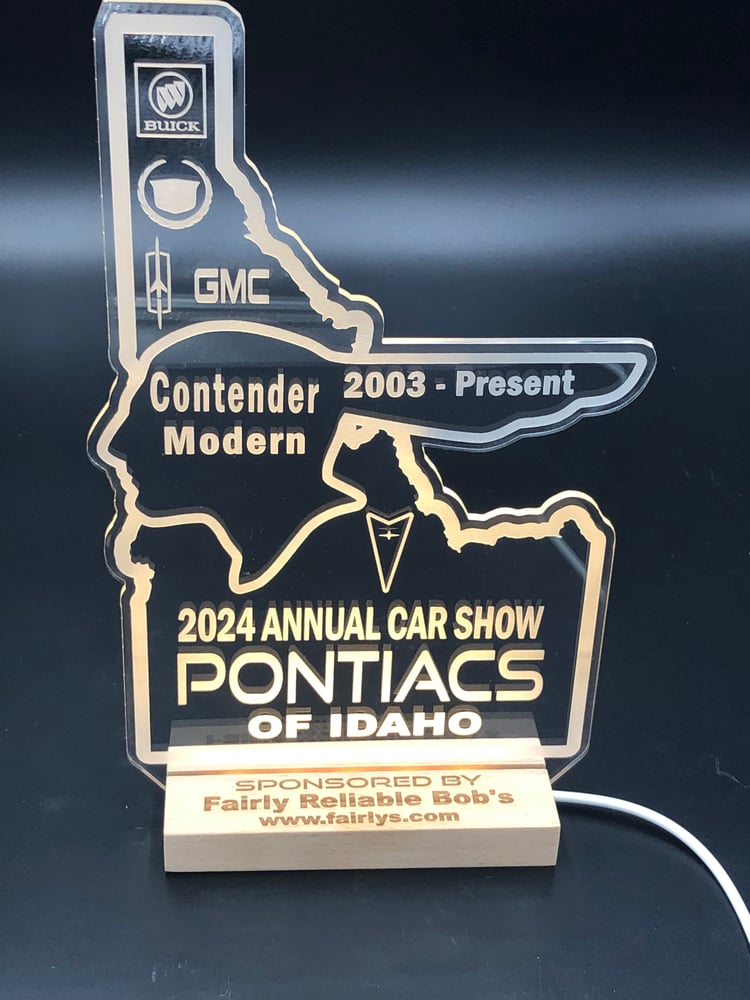 BUICK
GMC
Contender
Modern
2003 - Present
2024 ANNUAL CAR SHOW
PONTIACS
OF IDAHO
SPONSORED BY
Fairly Reliable Bob's
www.fairlys.com